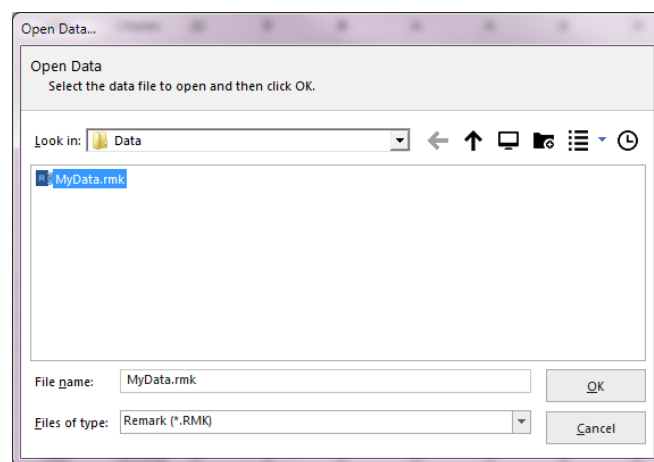 Open Data...
Open Data
Select the data file to open and then click OK.
Look in: Data
MyData.rmk
File name: MyData.rmk OK
Files of type: Remark (*.RMK) Cancel